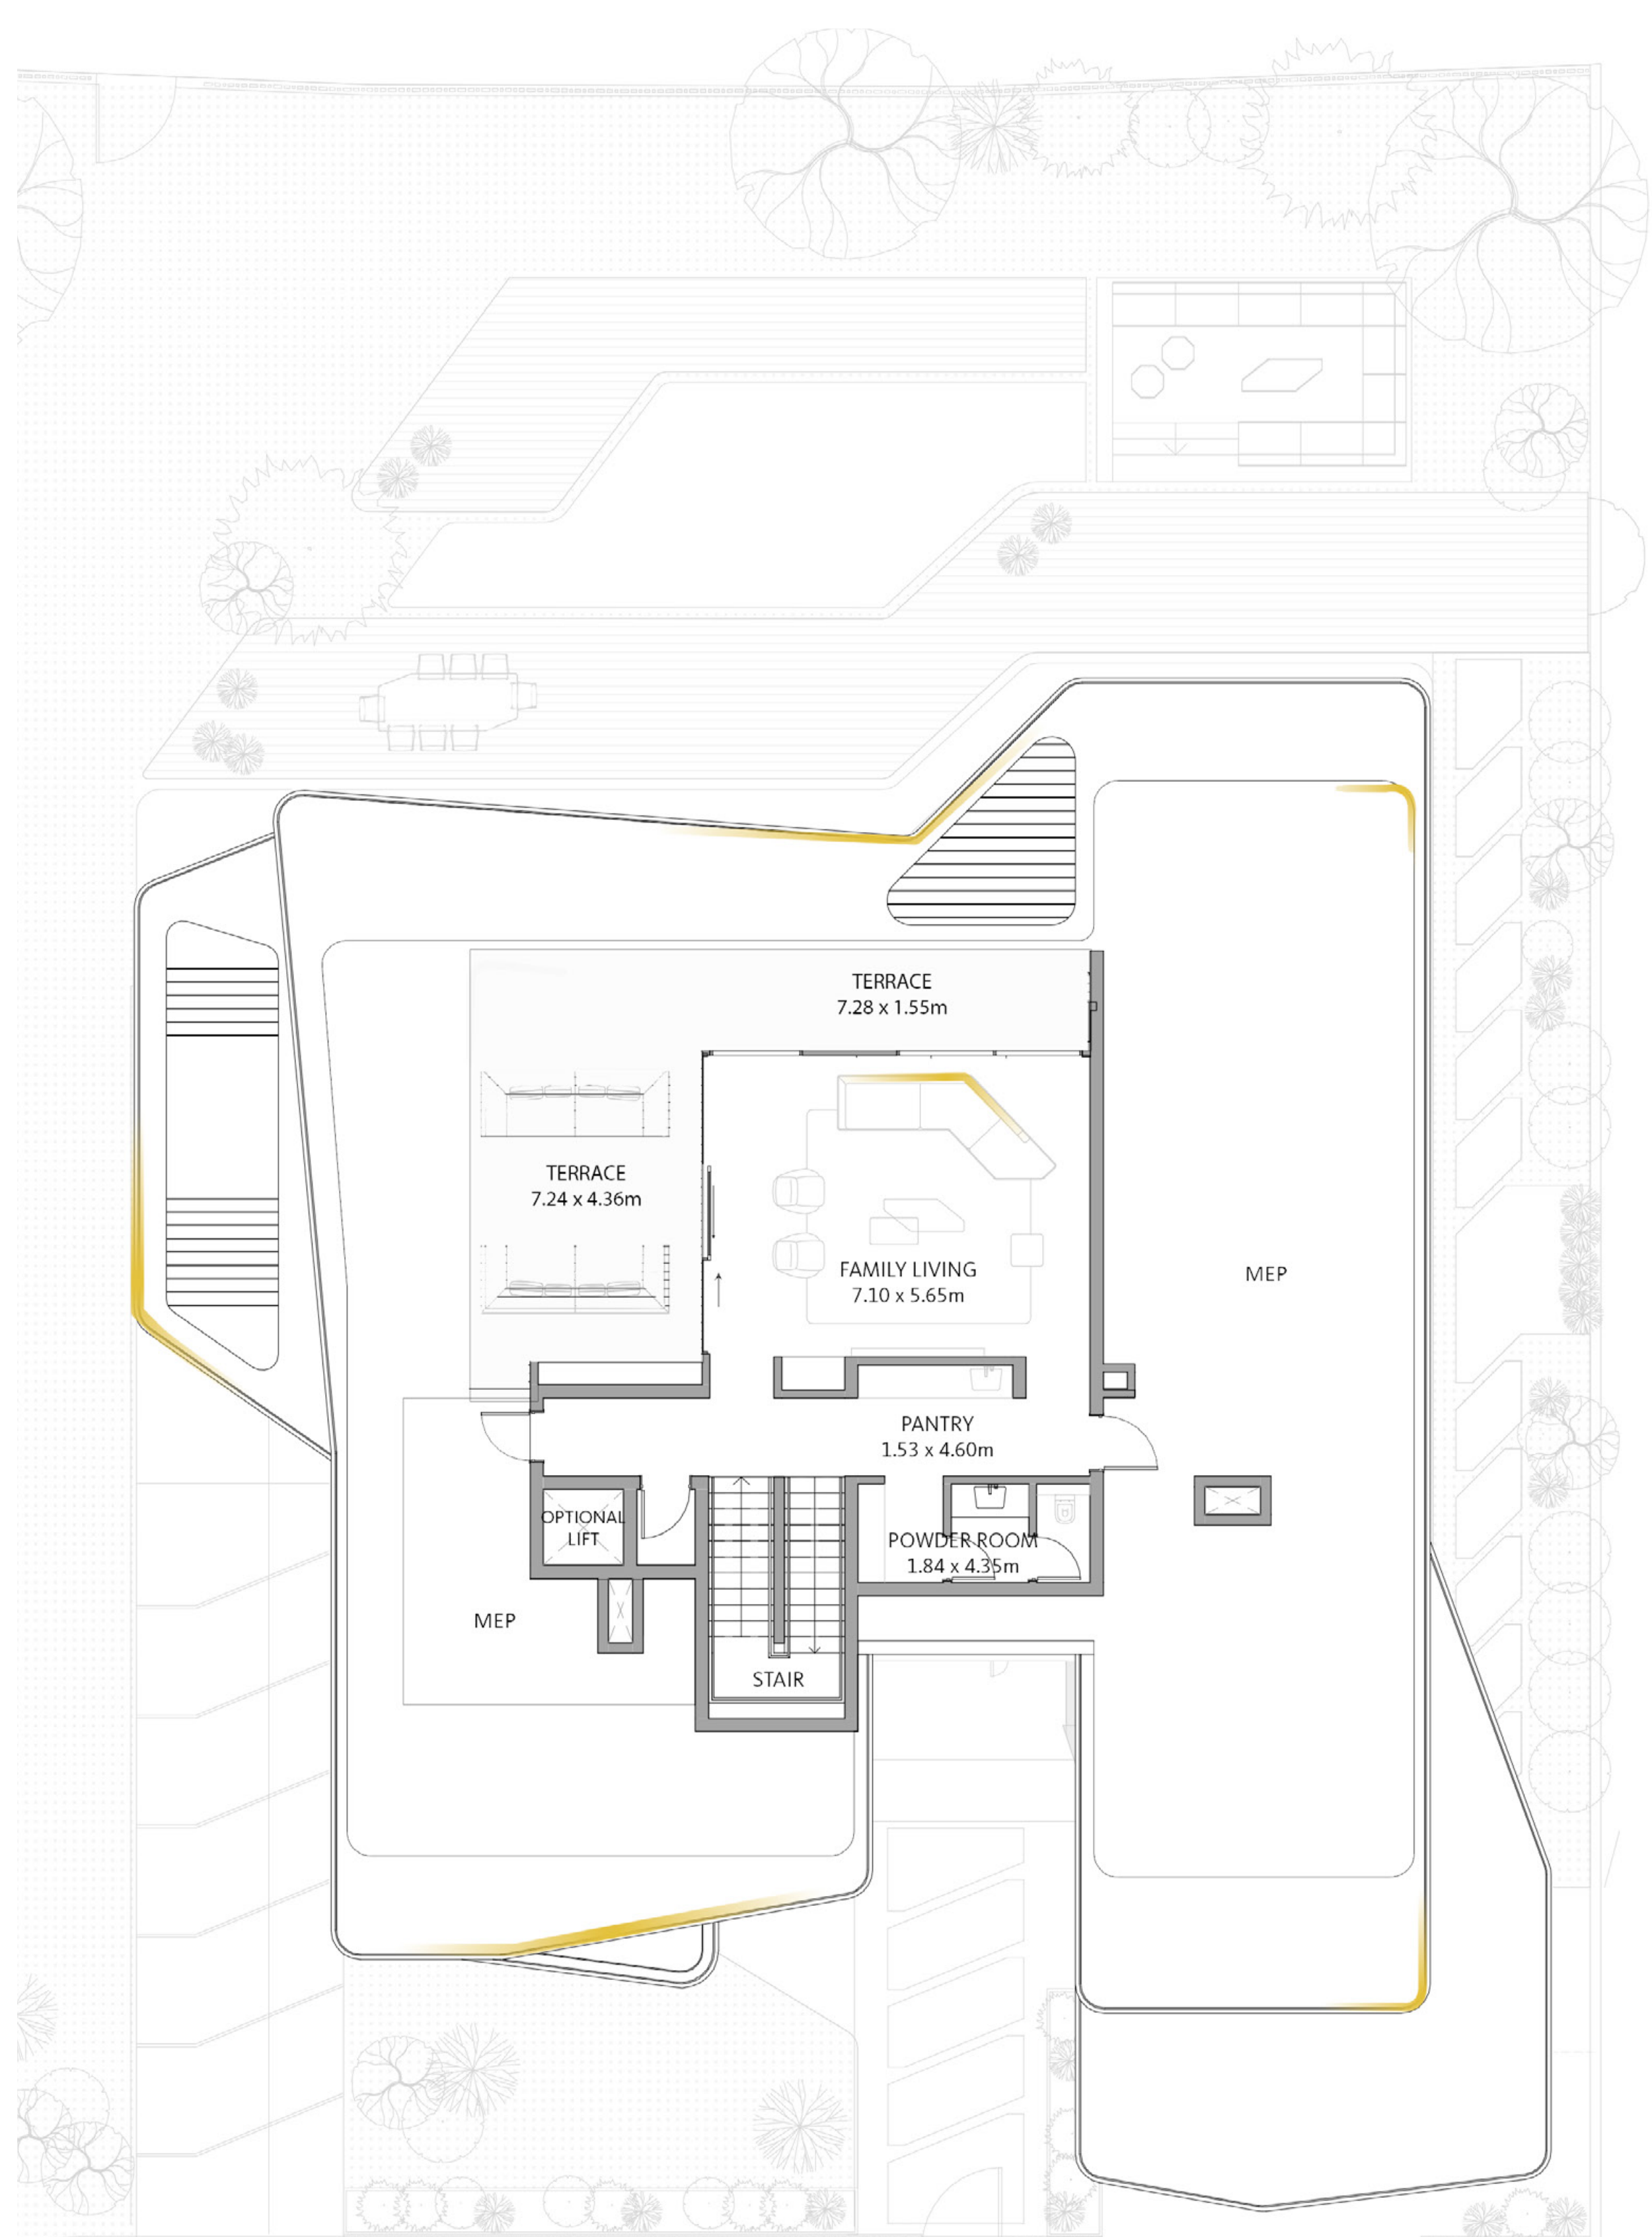 TERRACE
7.28 x 1.55m
TERRACE
7.24 x 4.36m
FAMILY LIVING
7.10 x 5.65m
MEP
PANTRY
1.53 x 4.60m
OPTIONAL
LIFT
POWDER ROOM
1.84 x 4.35m
MEP
STAIR